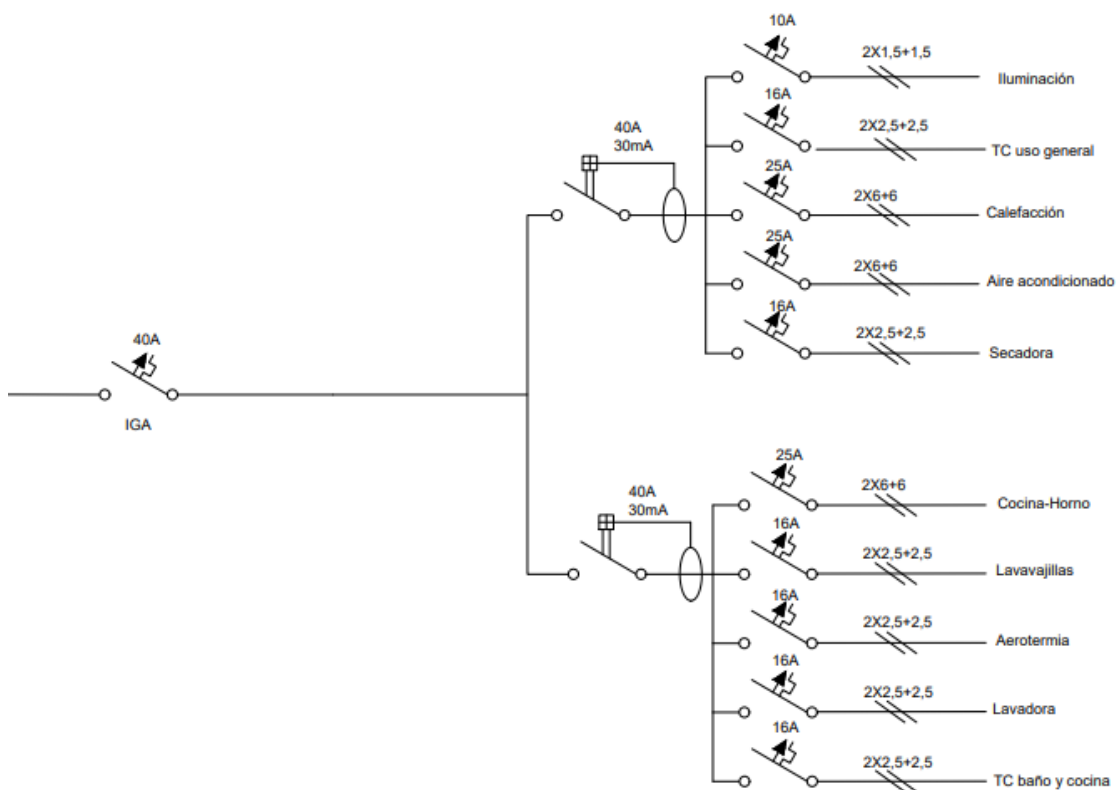 10A
2X1,5+1,5
Iluminación
16A
2X2,5+2,5
TC uso general
40A
30mA
25A
2X6+6
Calefacción
25A
2X6+6
Aire acondicionado
16A
2X2,5+2,5
Secadora
40A
IGA
25A
2X6+6
Cocina-Horno
40A
30mA
16A
2X2,5+2,5
Lavavajillas
16A
2X2,5+2,5
Aerotermia
16A
2X2,5+2,5
Lavadora
16A
2X2,5+2,5
TC baño y cocina